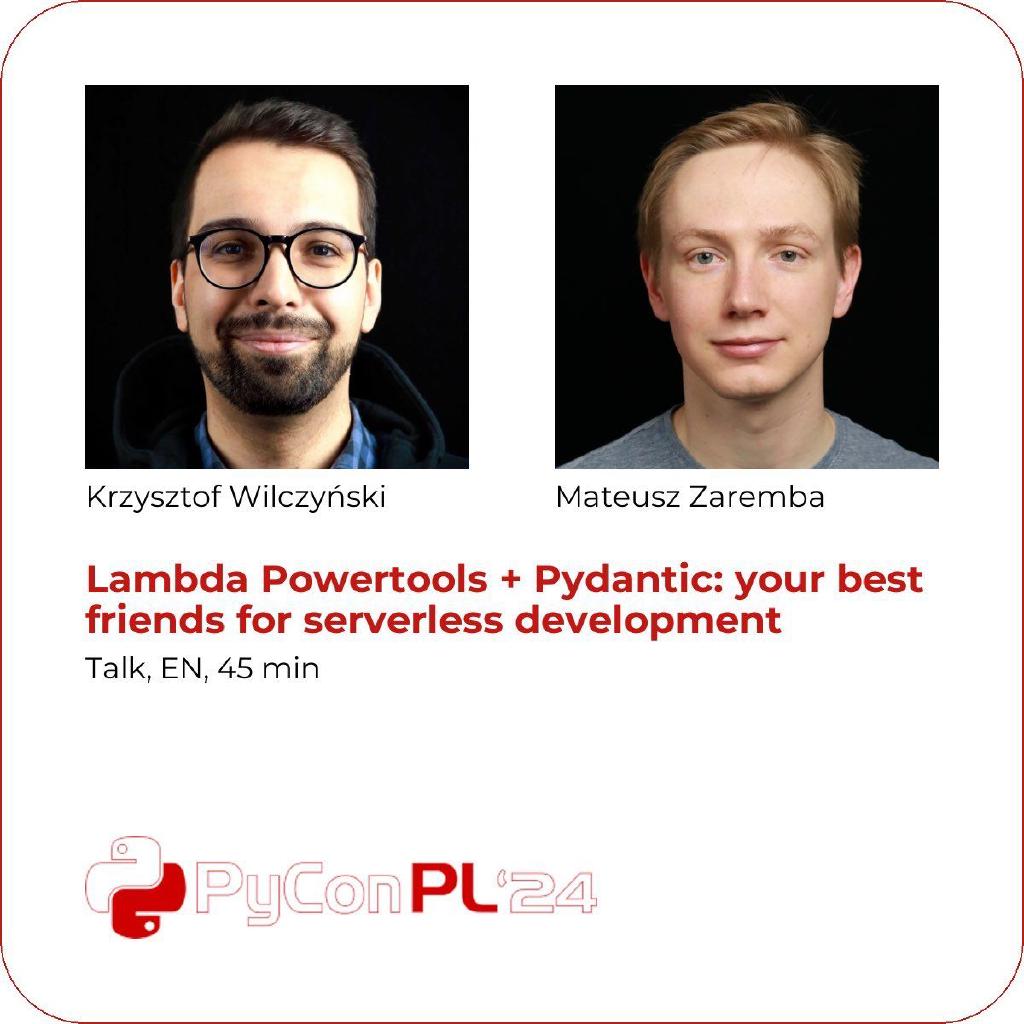 Krzysztof Wilczyński
Mateusz Zaremba
Lambda Powertools + Pydantic: your best
friends for serverless development
Talk, EN, 45 min
PyConPL‘24